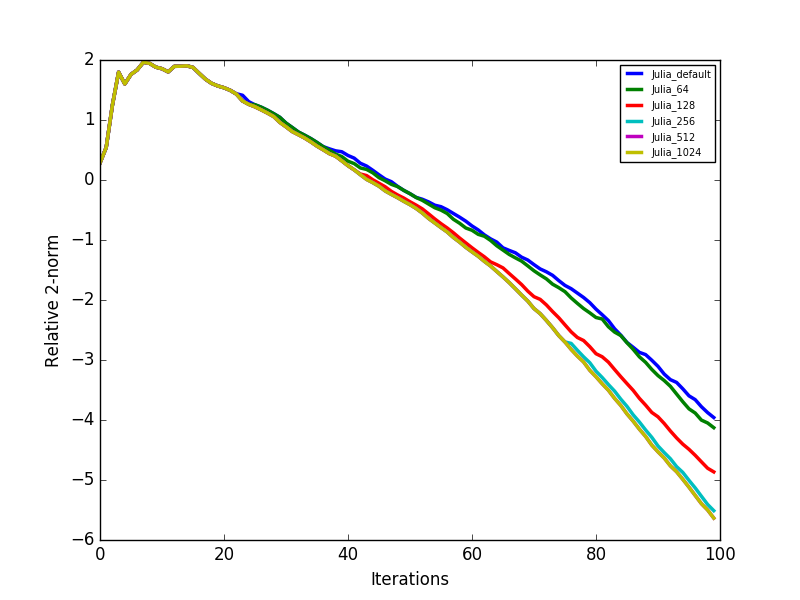 2
1
0
−1
−2
−3
−4
−5
−6
Relative 2-norm
0 20 40 60 80 100
Iterations
Julia_default
Julia_64
Julia_128
Julia_256
Julia_512
Julia_1024